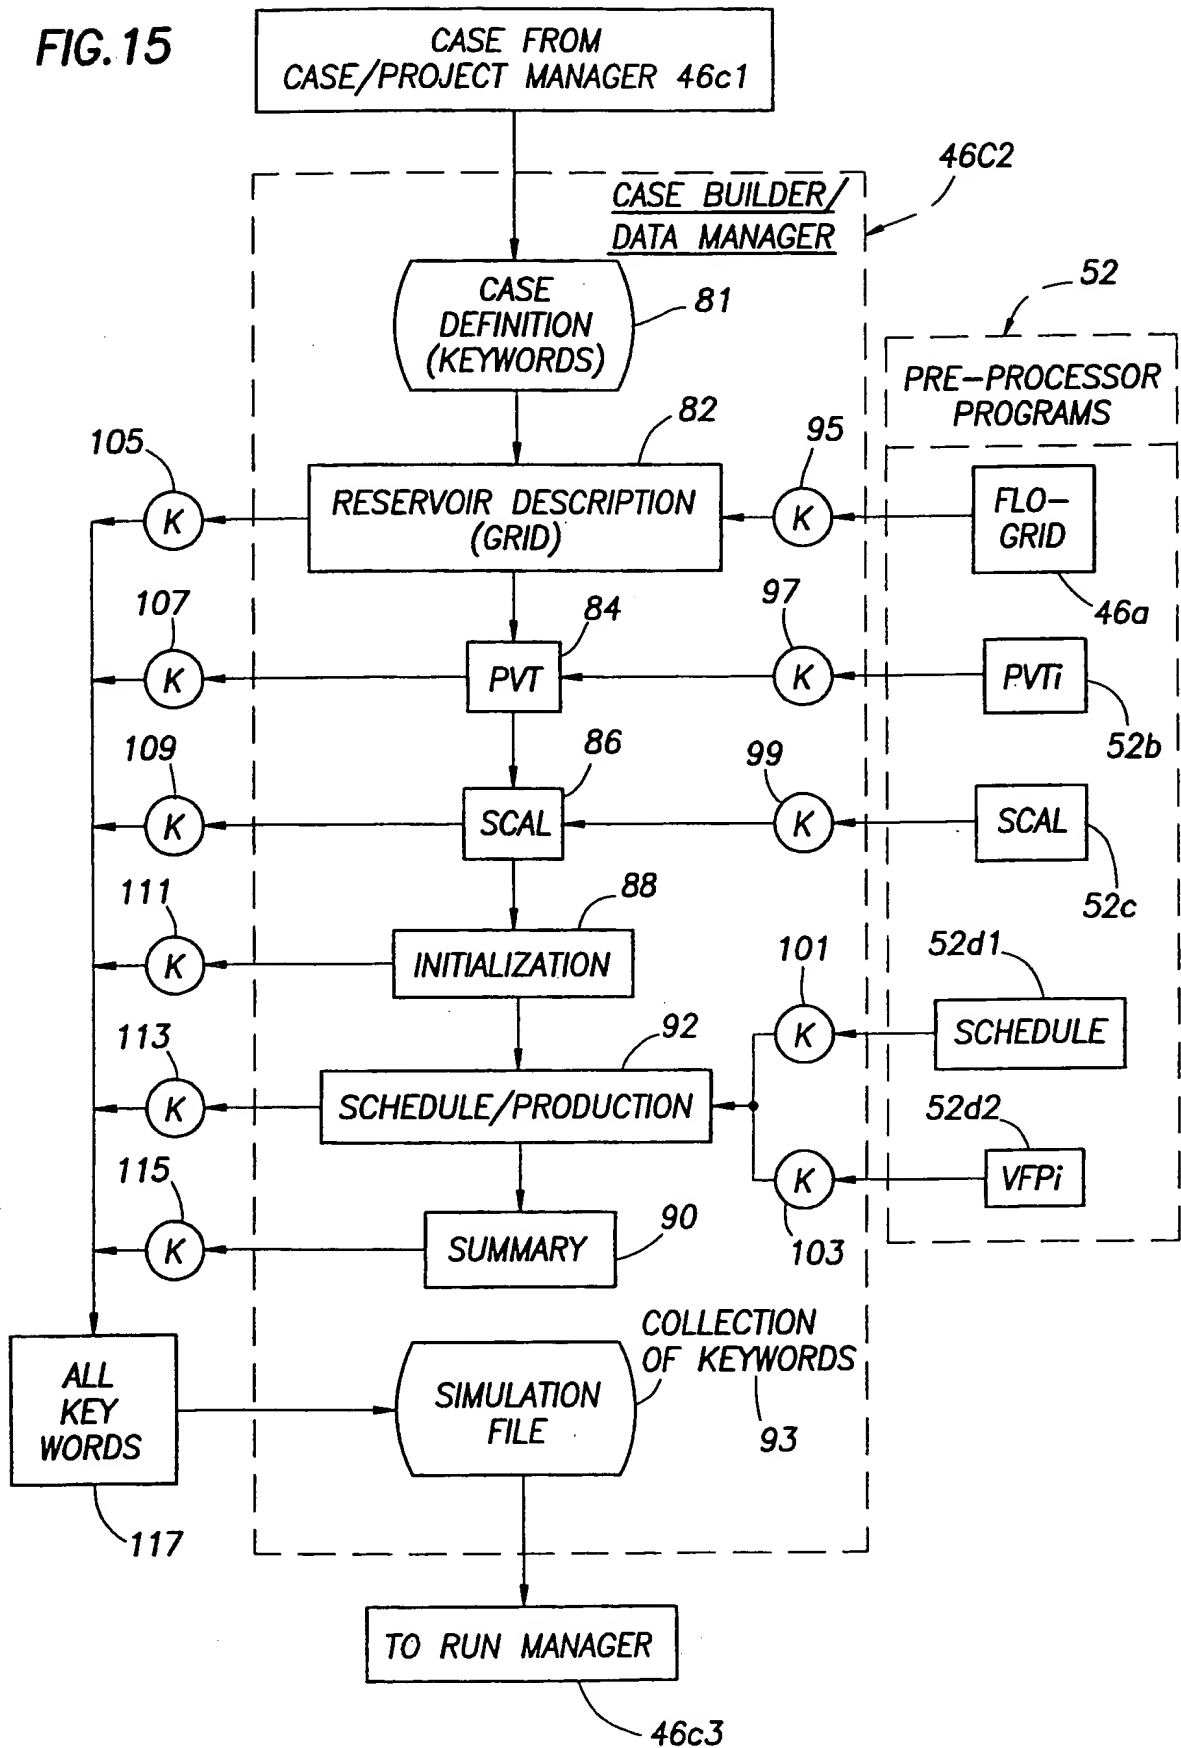 FIG. 15
CASE FROM
CASE/PROJECT MANAGER 46c1
46C2
CASE BUILDER/
DATA MANAGER
CASE
DEFINITION
(KEYWORDS)
81
52
PRE-PROCESSOR
PROGRAMS
105
K
82
RESERVOIR DESCRIPTION
(GRID)
95
K
FLO-
GRID
46a
107
K
84
PVT
97
K
PVTi
52b
109
K
86
SCAL
99
K
SCAL
52c
111
K
88
INITIALIZATION
101
K
52d1
SCHEDULE
113
K
92
SCHEDULE/PRODUCTION
52d2
VFPi
K
103
115
K
90
SUMMARY
COLLECTION
OF KEYWORDS
93
ALL
KEY
WORDS
117
SIMULATION
FILE
TO RUN MANAGER
46c3